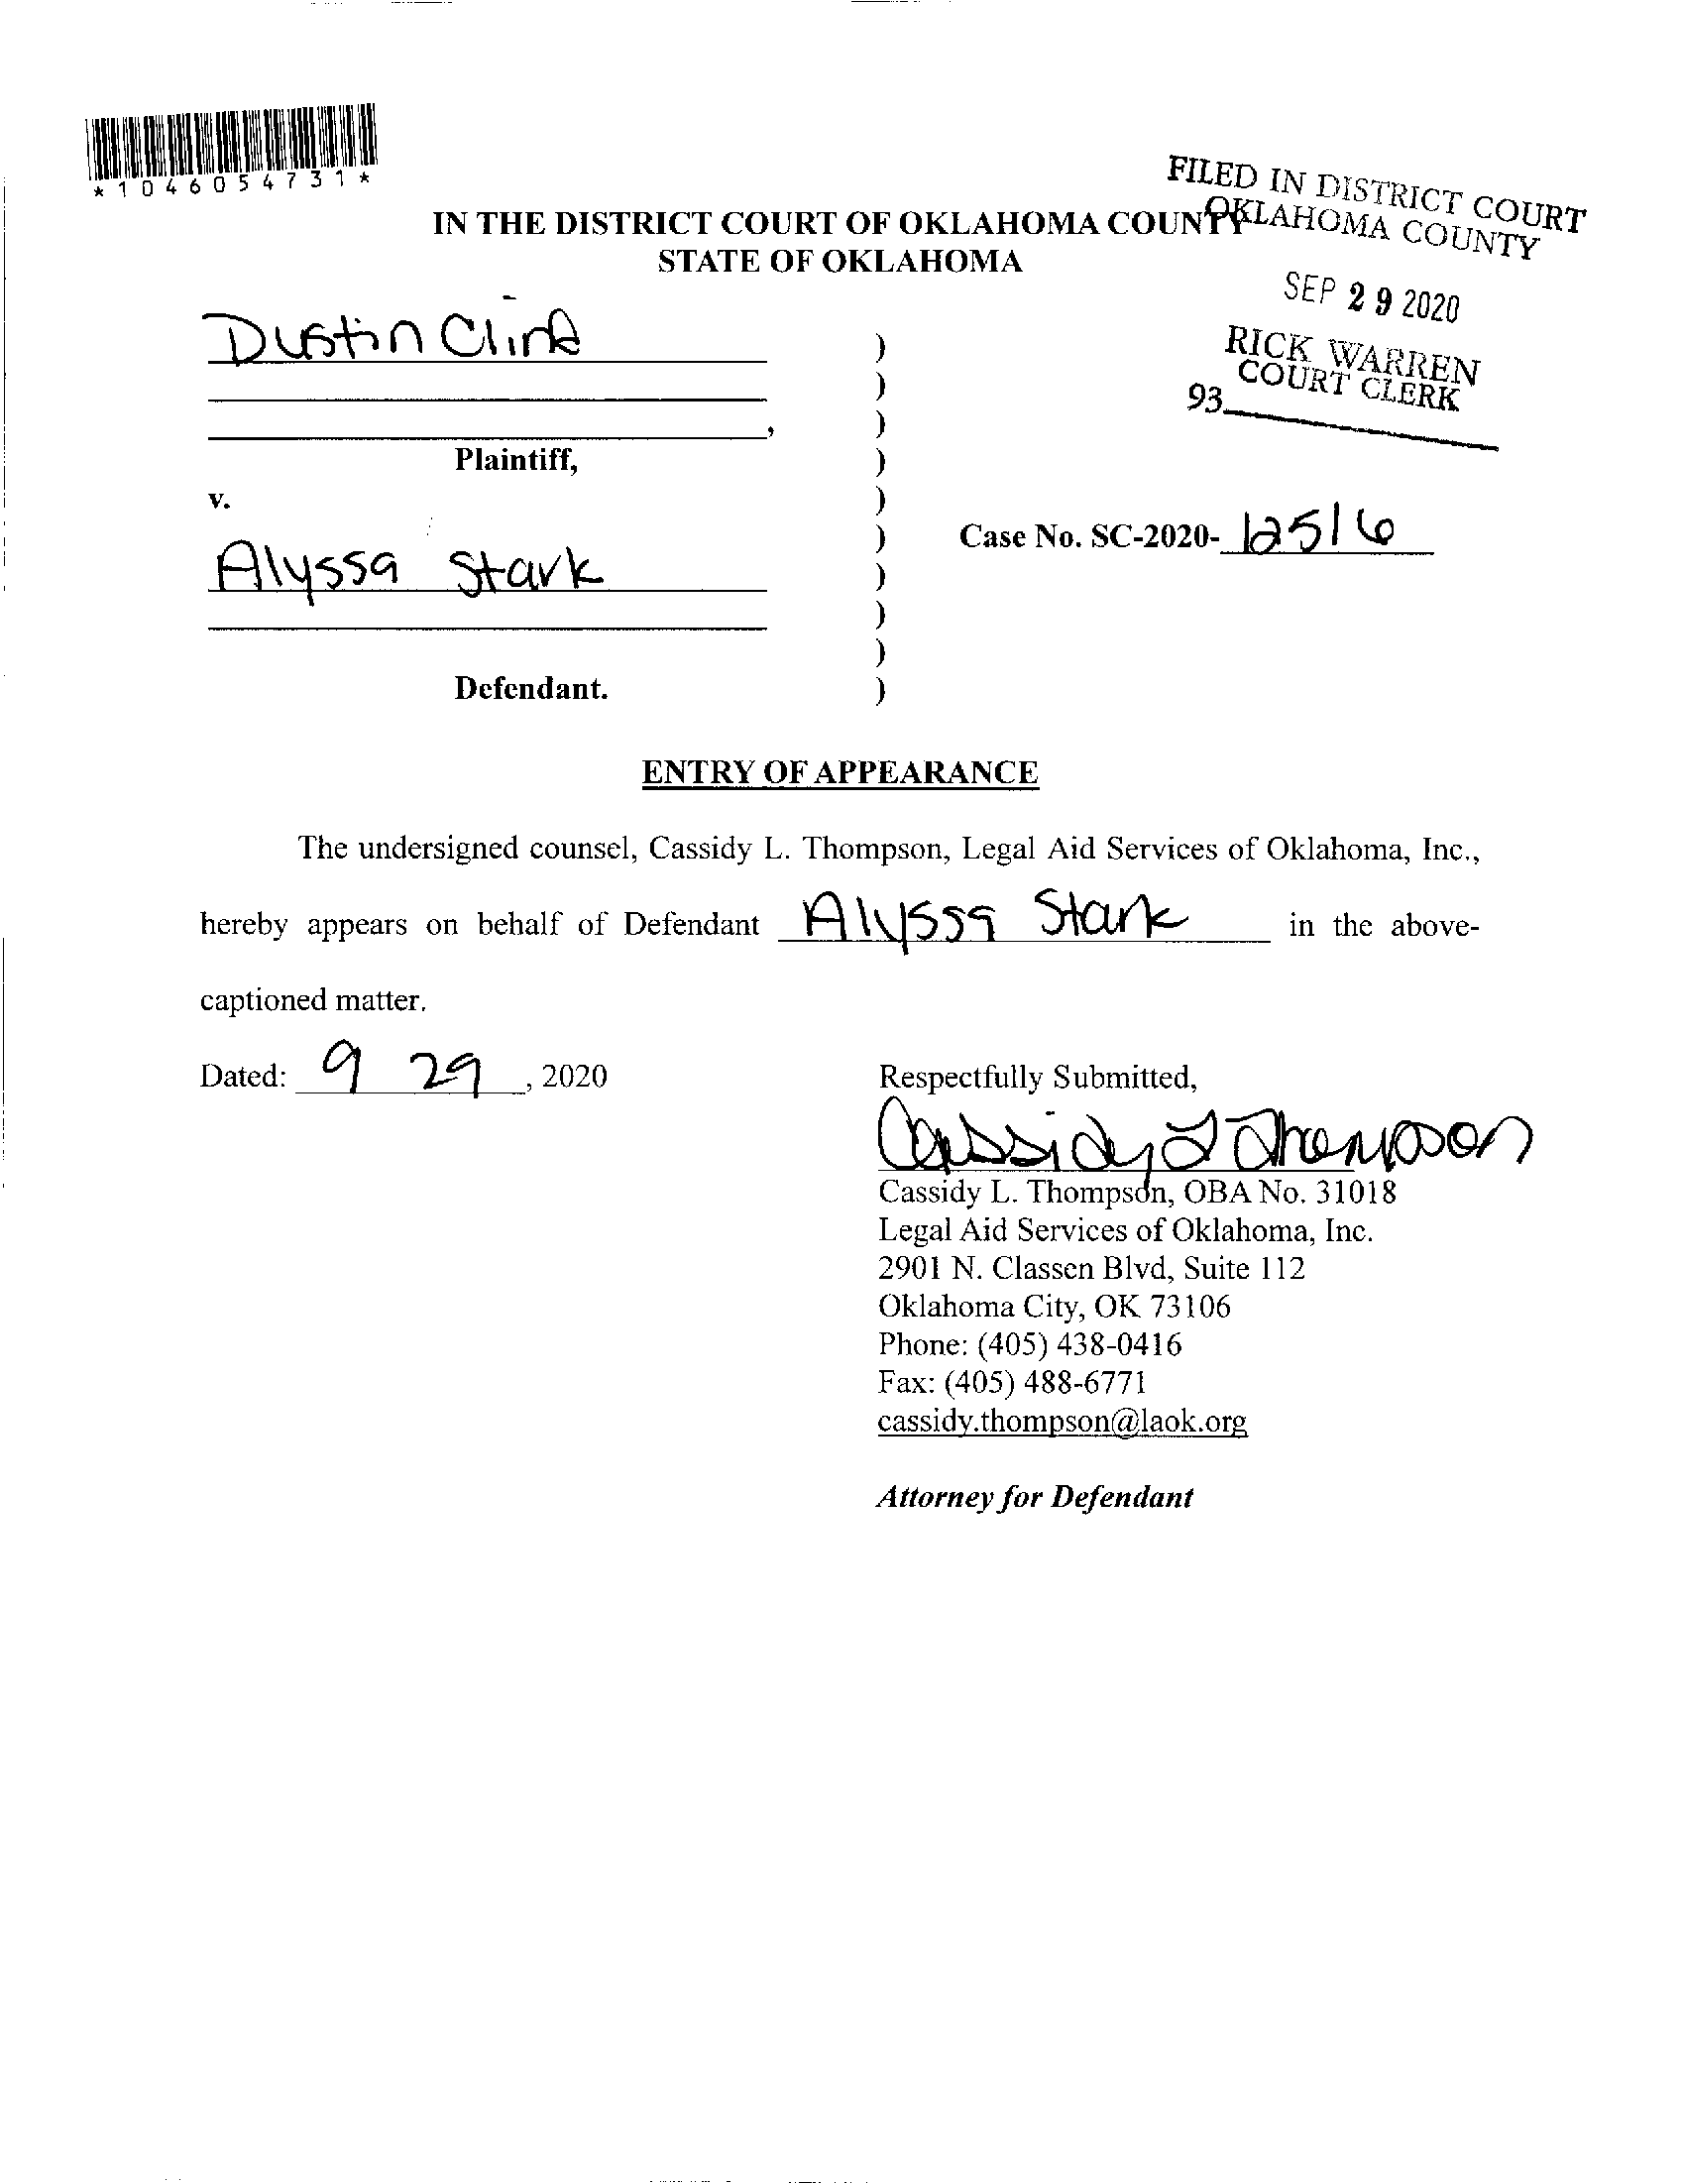 *1046054731*
FILED IN DISTRICT COURT
OKLAHOMA COUNTY
SEP 29 2020
RICK WARREN
COURT CLERK
93
IN THE DISTRICT COURT OF OKLAHOMA COUNTY
STATE OF OKLAHOMA
Dustin
,
Plaintiff,
v.
Alyssa Stark
Defendant.
)
)
)
)
)
)
)
)
)
)
Case No. SC-2020- 12516
ENTRY OF APPEARANCE
The undersigned counsel, Cassidy L. Thompson, Legal Aid Services of Oklahoma, Inc.,
hereby appears on behalf of Defendant Alyssa Stark in the above-
captioned matter.
Dated: 9 29, 2020
Respectfully Submitted,
Cassidy L Thompson
Cassidy L. Thompson, OBA No. 31018
Legal Aid Services of Oklahoma, Inc.
2901 N. Classen Blvd, Suite 112
Oklahoma City, OK 73106
Phone: (405) 438-0416
Fax: (405) 488-6771
cassidy.thompson@laok.org
Attorney for Defendant